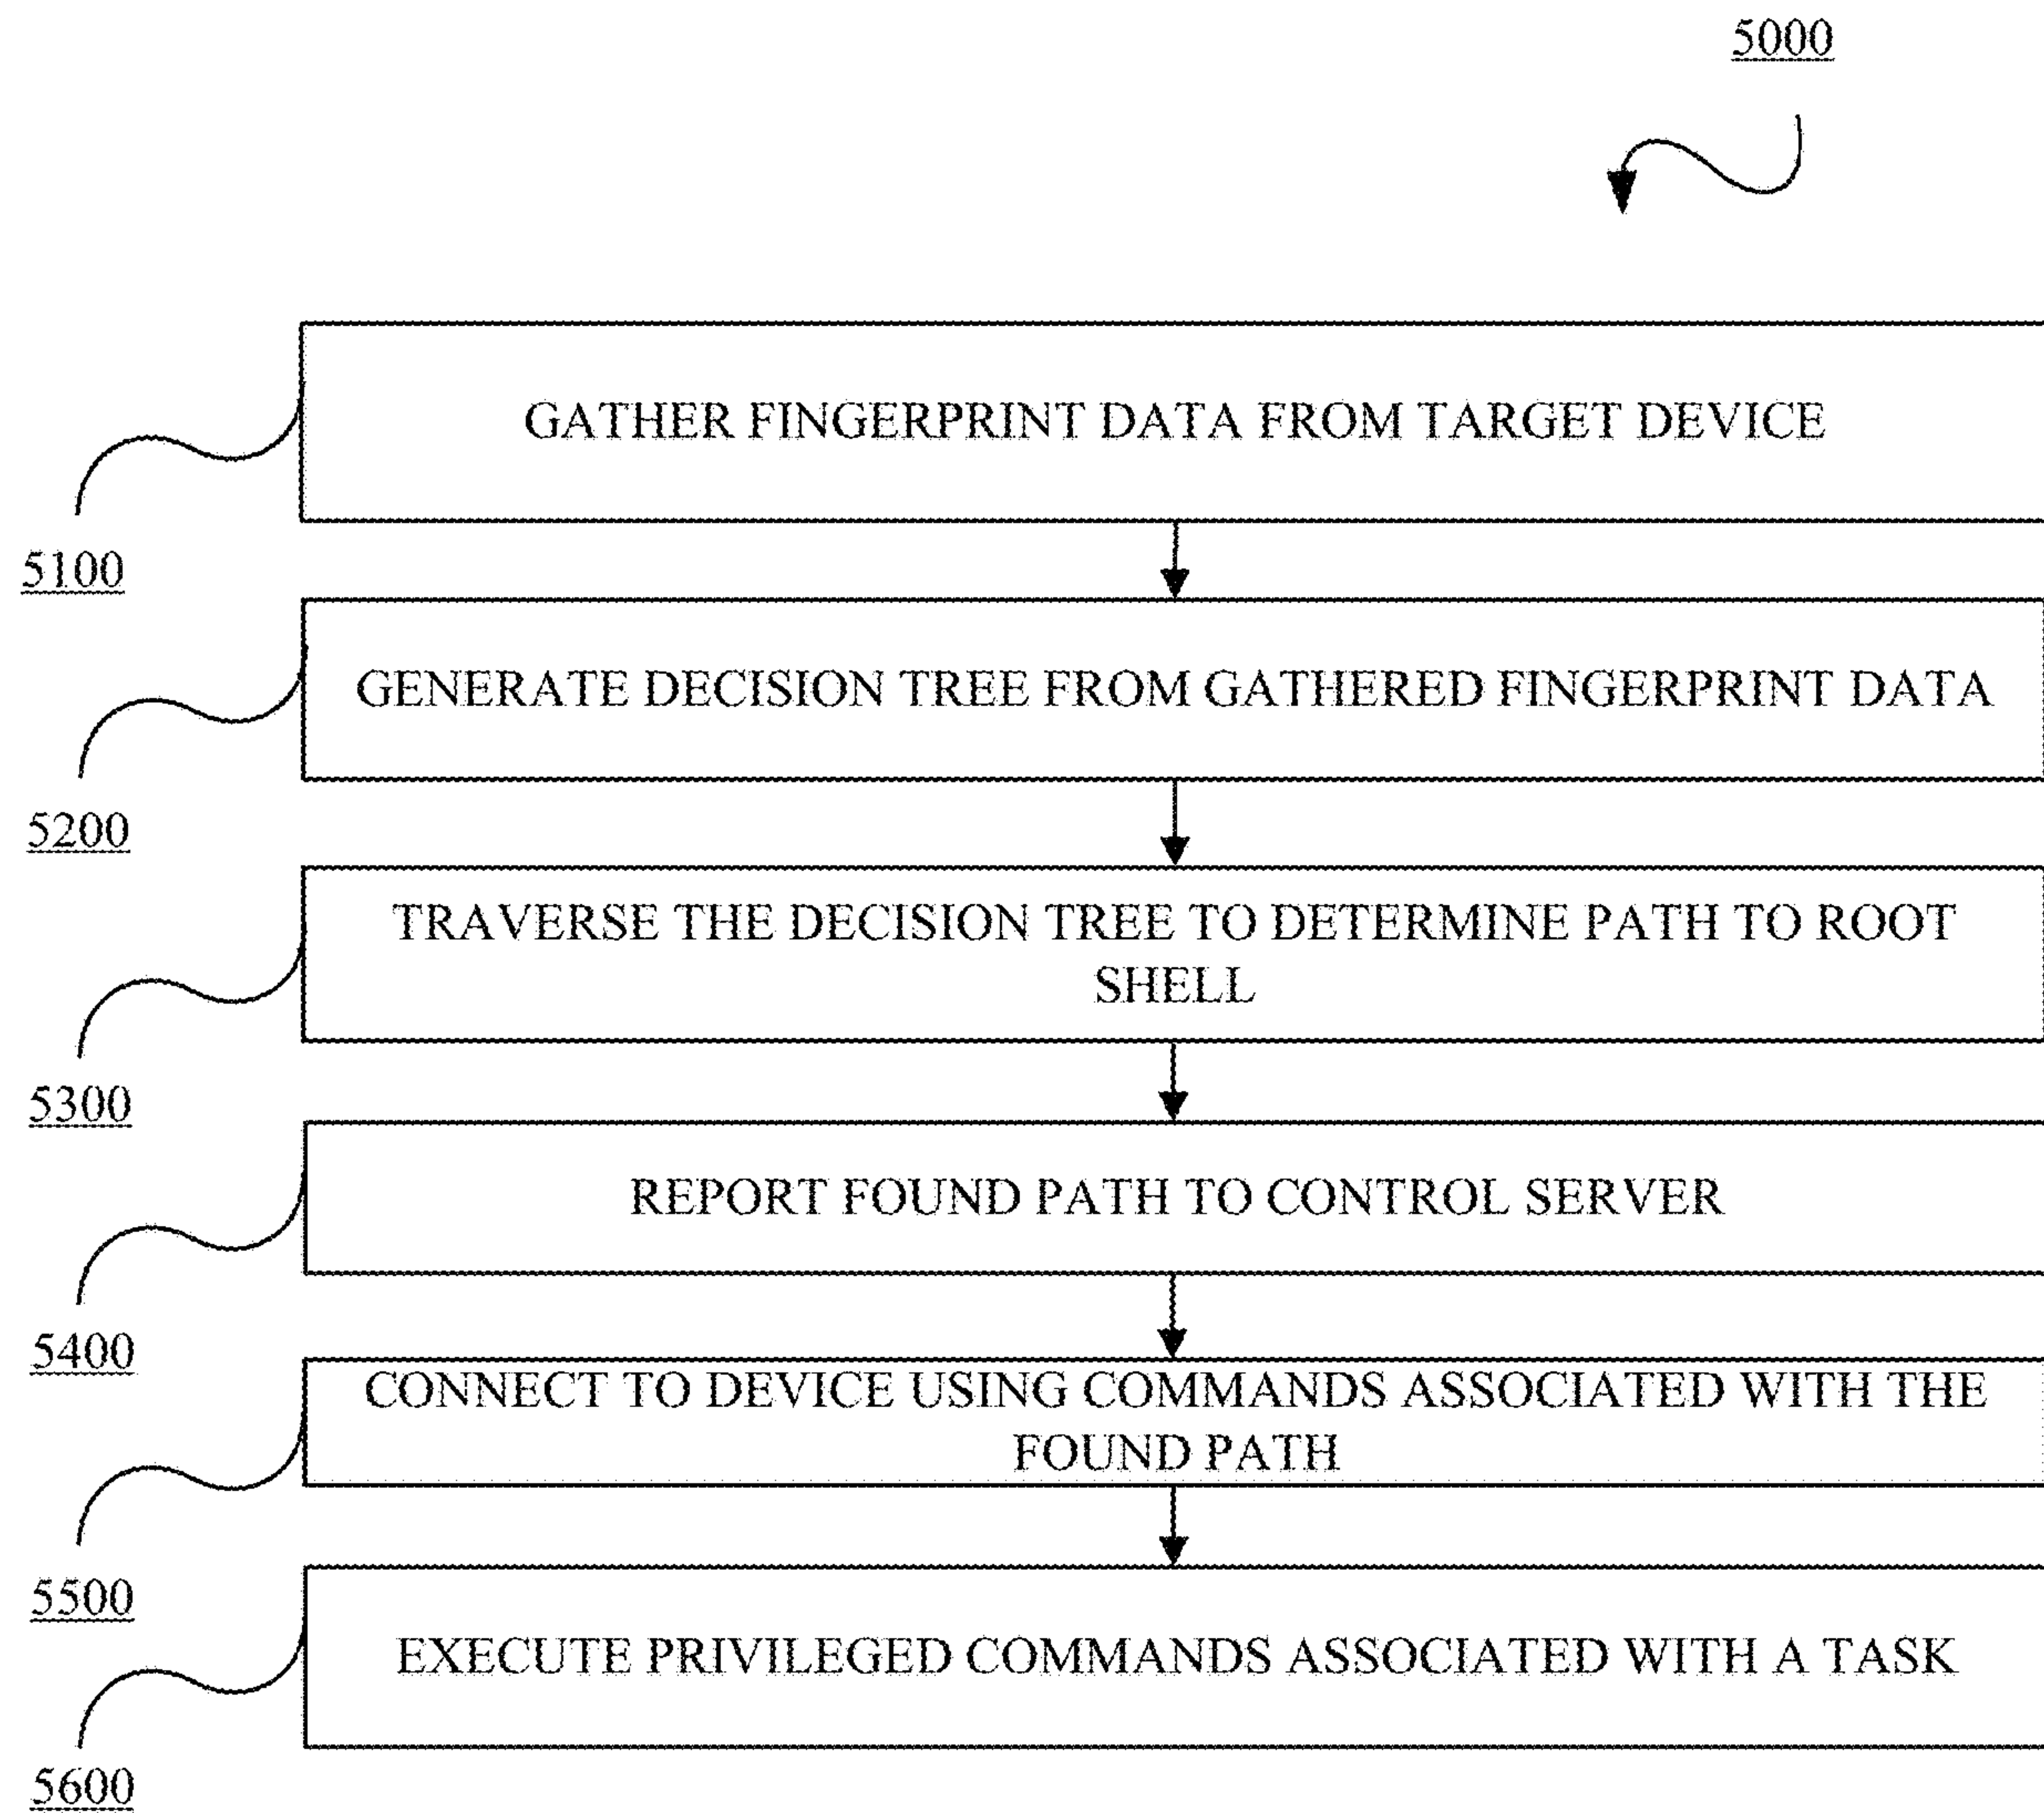 5000
GATHER FINGERPRINT DATA FROM TARGET DEVICE
5100
GENERATE DECISION TREE FROM GATHERED FINGERPRINT DATA
5200
TRAVERSE THE DECISION TREE TO DETERMINE PATH TO ROOT
SHELL
5300
REPORT FOUND PATH TO CONTROL SERVER
5400
CONNECT TO DEVICE USING COMMANDS ASSOCIATED WITH THE
FOUND PATH
5500
EXECUTE PRIVILEGED COMMANDS ASSOCIATED WITH A TASK
5600